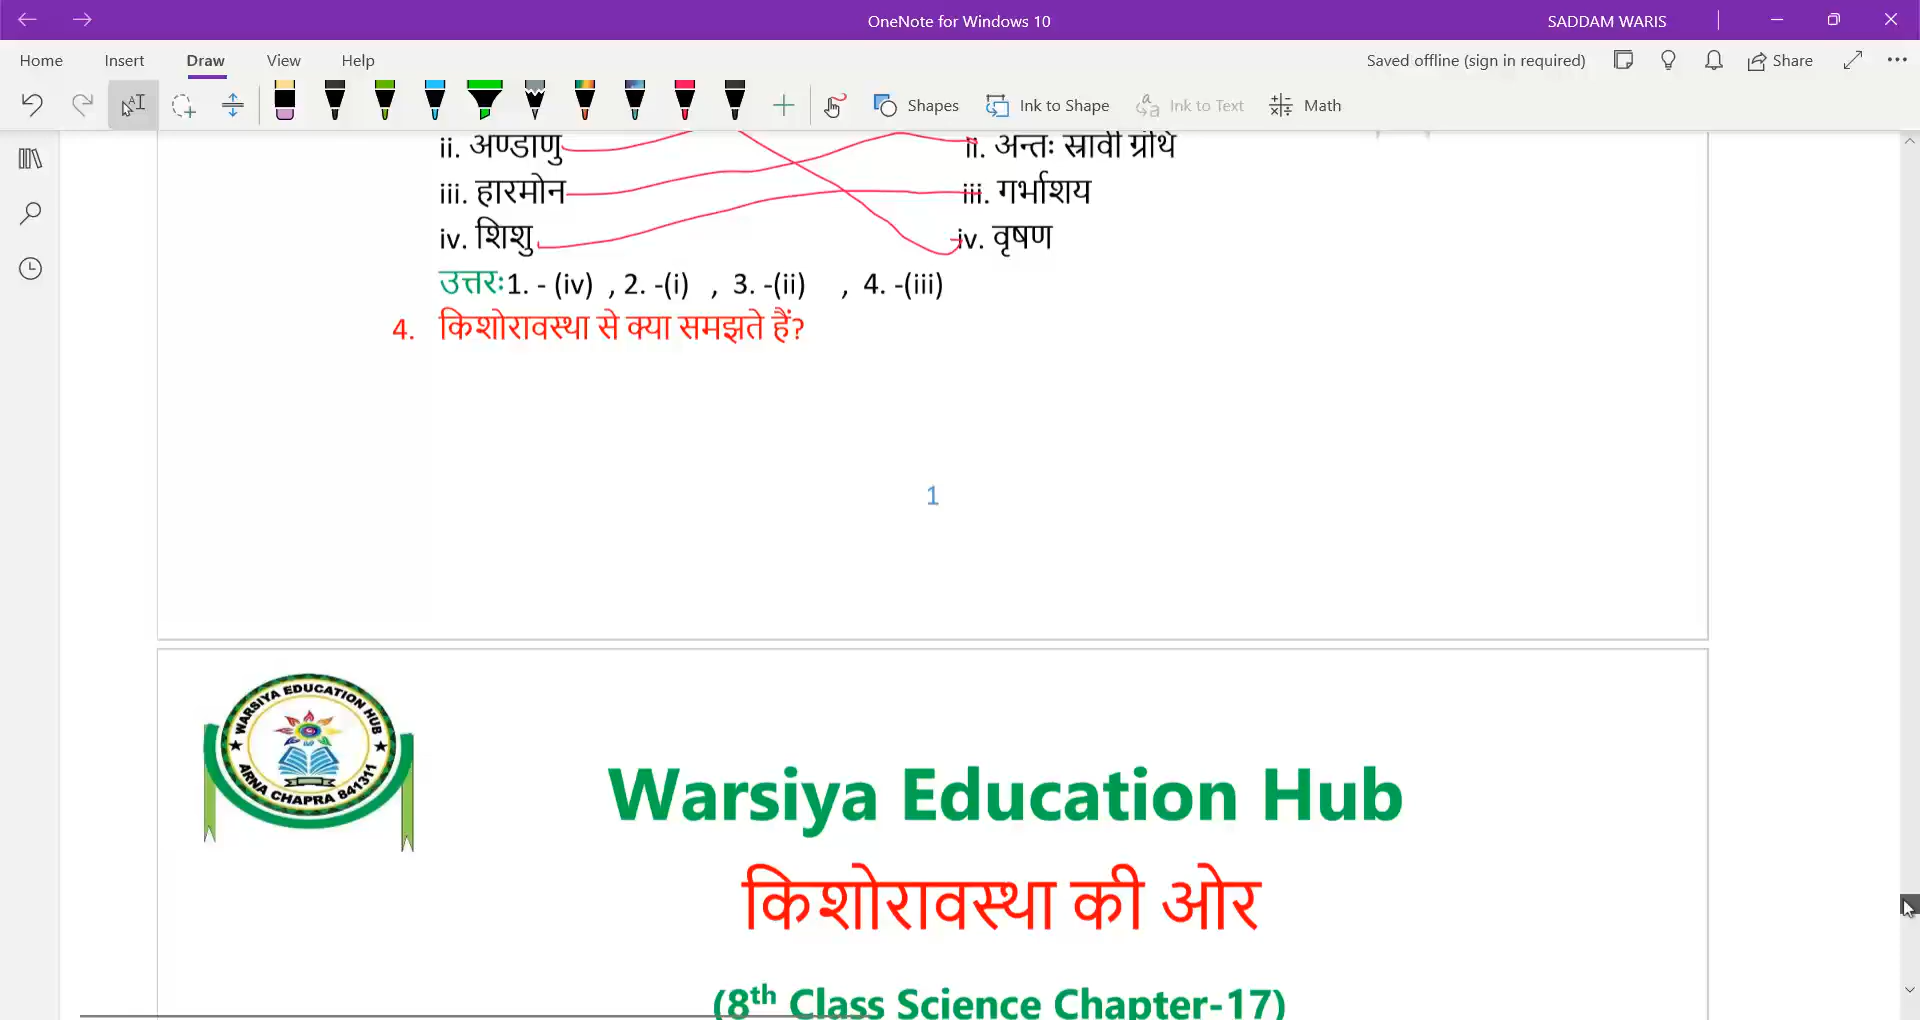 OneNote for Windows 10
SADDAM WARIS
Home Insert Draw View Help
Saved offline (sign in required) Share
Shapes Ink to Shape Ink to Text Math
ii. अण्डाणु ii. अन्तः स्रावी ग्रंथि
iii. हारमोन iii. गर्भाशय
iv. शिशु iv. वृषण
उत्तरः1. - (iv) , 2. -(i) , 3. -(ii) , 4. -(iii)
4. किशोरावस्था से क्या समझते हैं?
1
WARSIYA EDUCATION HUB
ARNA CHAPRA 841311
Warsiya Education Hub
किशोरावस्था की ओर
(8th Class Science Chapter-17)